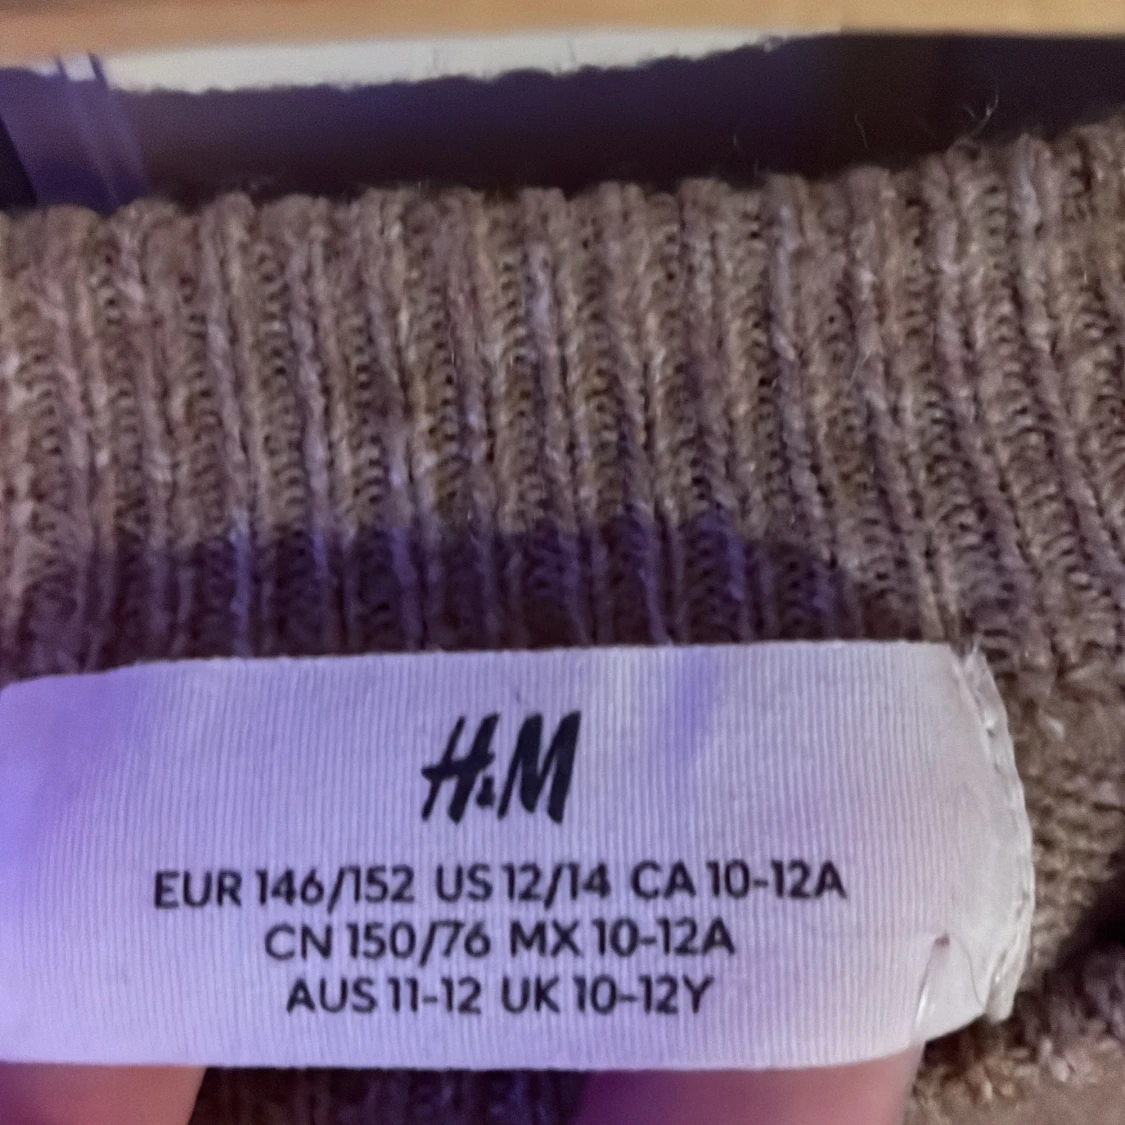 H&M
EUR 146/152 US 12/14 CA 10-12A
CN 150/76 MX 10-12A
AUS 11-12 UK 10-12Y